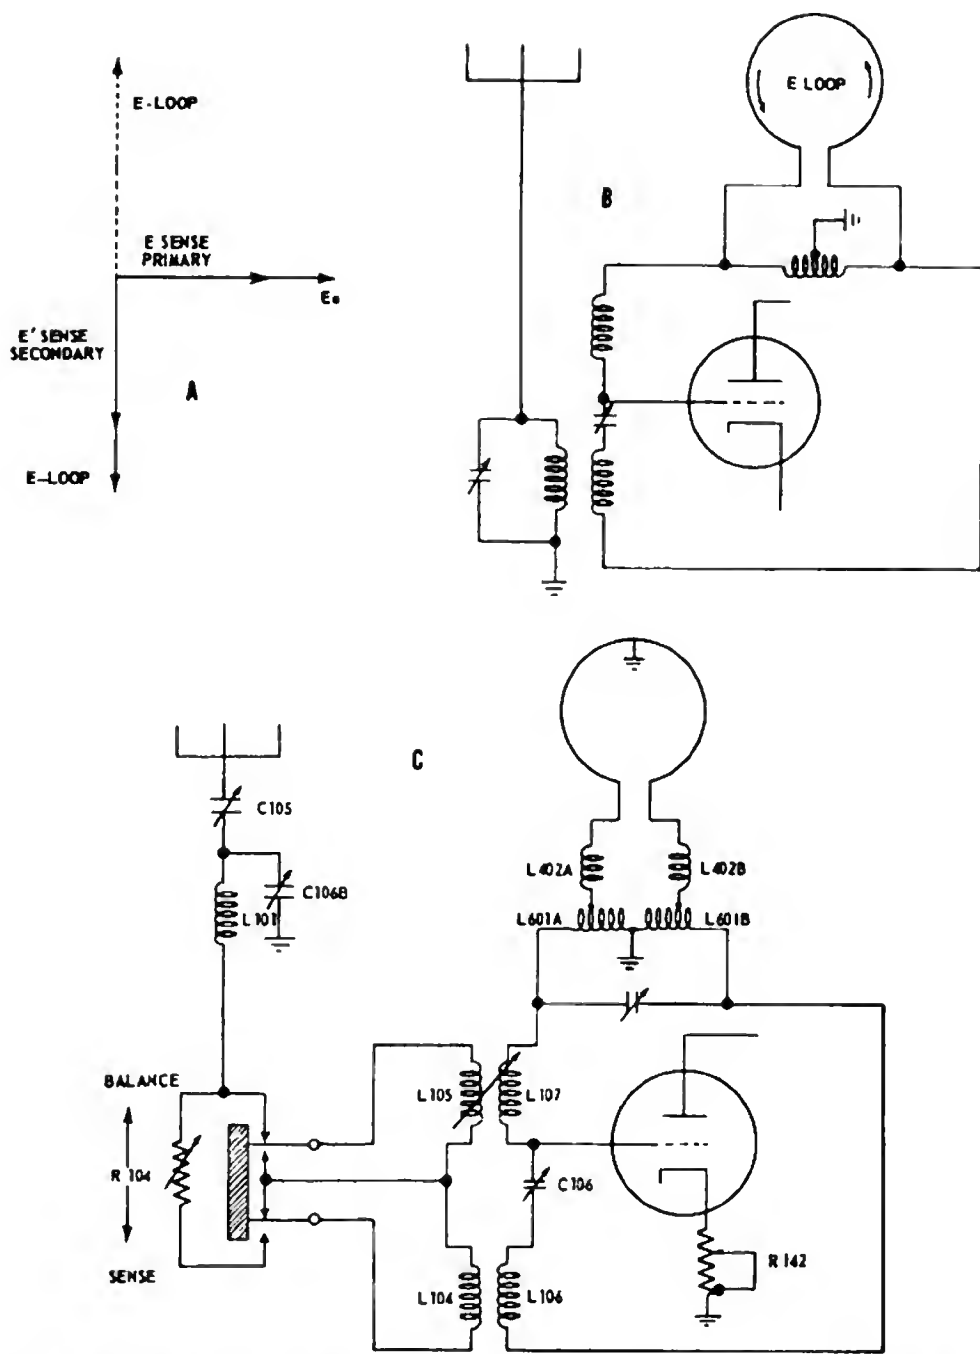 E-LOOP
E SENSE
PRIMARY
E'SENSE
SECONDARY
A
E-LOOP
E LOOP
B
C
C105
C106B
L101
L402A
L402B
L601A
L601B
BALANCE
L105
L107
R104
C106
SENSE
L104
L106
R142